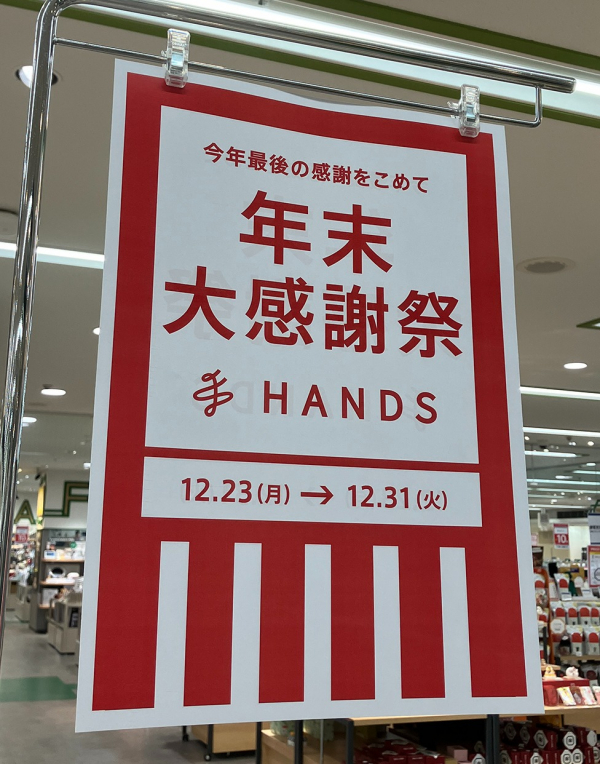 今年最後の感謝をこめて
年末
大感謝祭
HANDS
12.23(月) → 12.31(火)